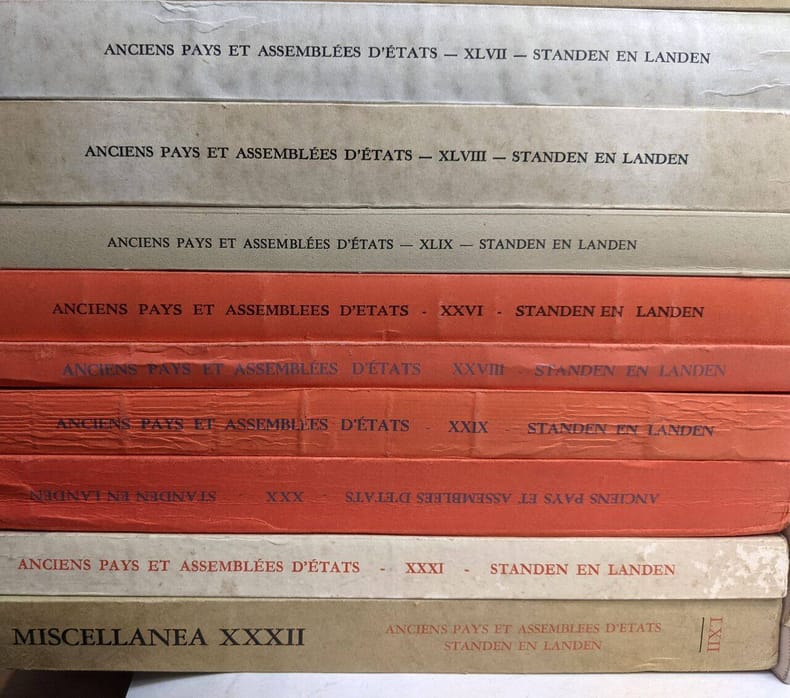 ANCIENS PAYS ET ASSEMBLÉES D'ÉTATS — XLVII — STANDEN EN LANDEN
ANCIENS PAYS ET ASSEMBLÉES D'ÉTATS — XLVIII — STANDEN EN LANDEN
ANCIENS PAYS ET ASSEMBLÉES D'ÉTATS — XLIX — STANDEN EN LANDEN
ANCIENS PAYS ET ASSEMBLEES D'ETATS - XXVI - STANDEN EN LANDEN
ANCIENS PAYS ET ASSEMBLÉES D'ÉTATS XXVIII - STANDEN EN LANDEN
ANCIENS PAYS ET ASSEMBLÉES D'ÉTATS - XXIX - STANDEN EN LANDEN
ANCIENS PAYS ET ASSEMBLEES D'ETATS - XXX - STANDEN EN LANDEN
ANCIENS PAYS ET ASSEMBLÉES D'ÉTATS - XXXI - STANDEN EN LANDEN
MISCELLANEA XXXII
ANCIENS PAYS ET ASSEMBLEES D'ETATS
STANDEN EN LANDEN
LXII